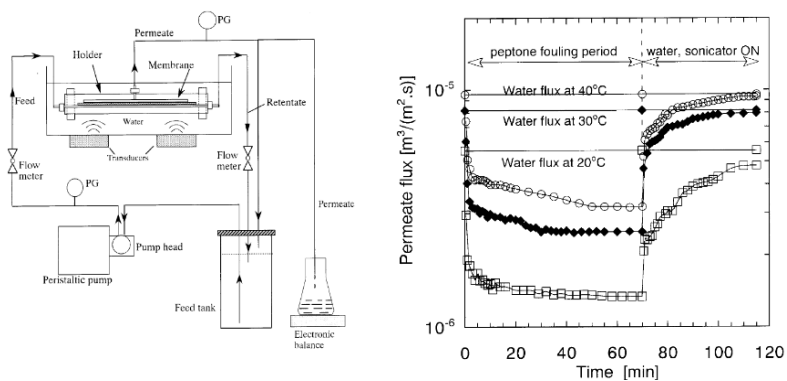 PG
Permeate
Holder
Membrane
Feed
Retentate
Water
Transducers
Flow
meter
Flow
meter
PG
Permeate
Pump head
Peristaltic pump
Feed tank
Electronic
balance
Permeate flux [m³/(m².s)]
10⁻⁵
10⁻⁶
peptone fouling period
water, sonicator ON
Water flux at 40°C
Water flux at 30°C
Water flux at 20°C
0 20 40 60 80 100 120
Time [min]